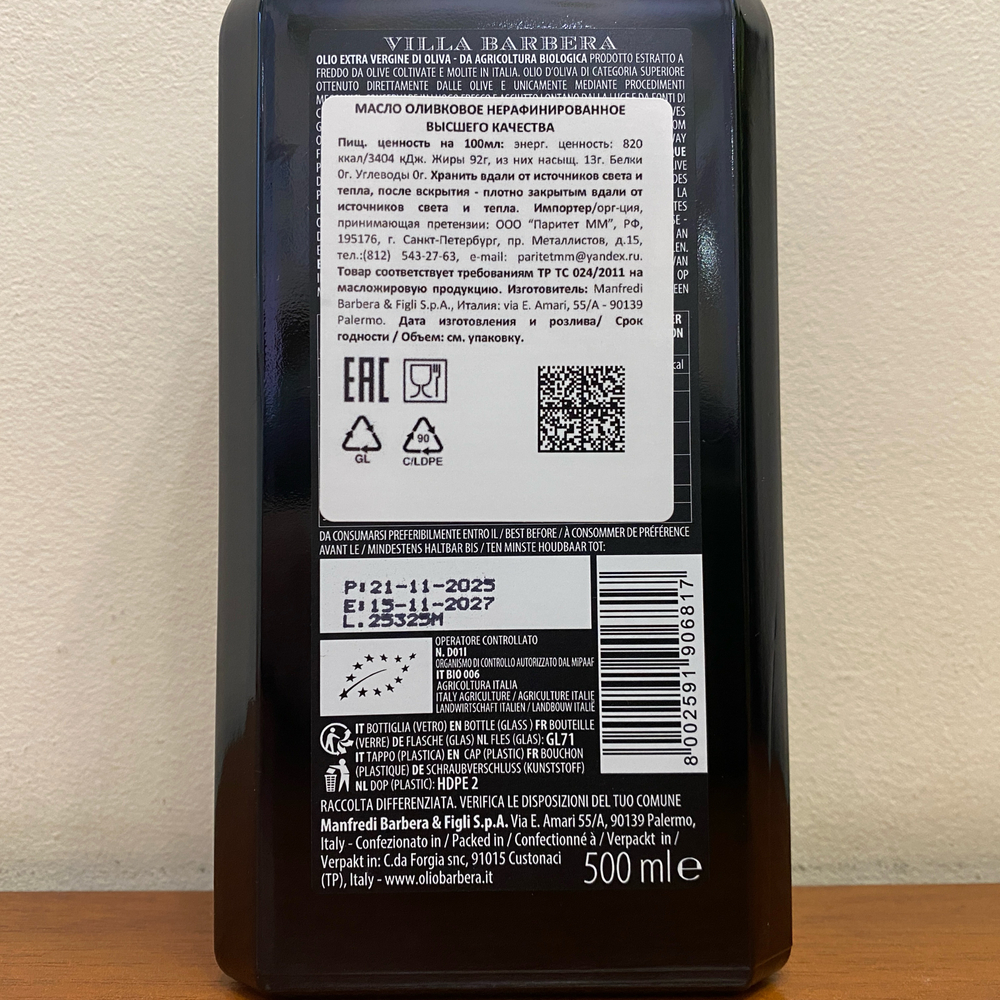 VILLA BARBERA
OLIO EXTRA VERGINE DI OLIVA - DA AGRICOLTURA BIOLOGICA PRODOTTO ESTRATTO A
FREDDO DA OLIVE COLTIVATE E MOLITE IN ITALIA. OLIO D'OLIVA DI CATEGORIA SUPERIORE
OTTENUTO DIRETTAMENTE DALLE OLIVE E UNICAMENTE MEDIANTE PROCEDIMENTI
МАСЛО ОЛИВКОВОЕ НЕРАФИНИРОВАННОЕ
ВЫСШЕГО КАЧЕСТВА
Пищ. ценность на 100мл: энерг. ценность: 820
ккал/3404 кДж. Жиры 92г, из них насыщ. 13г. Белки
0г. Углеводы 0г. Хранить вдали от источников света и
тепла, после вскрытия - плотно закрытым вдали от
источников света и тепла. Импортер/орг-ция,
принимающая претензии: ООО "Паритет ММ", РФ,
195176, г. Санкт-Петербург, пр. Металлистов, д.15,
тел.:(812) 543-27-63, e-mail: paritetmm@yandex.ru.
Товар соответствует требованиям ТР ТС 024/2011 на
масложировую продукцию. Изготовитель: Manfredi
Barbera & Figli S.p.A., Италия: via E. Amari, 55/A - 90139
Palermo. Дата изготовления и розлива/ Срок
годности / Объем: см. упаковку.
EAC
GL
90
C/LDPE
DA CONSUMARSI PREFERIBILMENTE ENTRO IL / BEST BEFORE / À CONSOMMER DE PRÉFÉRENCE
AVANT LE / MINDESTENS HALTBAR BIS / TEN MINSTE HOUDBAAR TOT:
P:21-11-2025
E:15-11-2027
L.25325M
8 002591 906817
OPERATORE CONTROLLATO
N. D01I
ORGANISMO DI CONTROLLO AUTORIZZATO DAL MIPAAF
IT BIO 006
AGRICOLTURA ITALIA
ITALY AGRICULTURE / AGRICULTURE ITALIE
LANDWIRTSCHAFT ITALIEN / LANDBOUW ITALIË
IT BOTTIGLIA (VETRO) EN BOTTLE (GLASS ) FR BOUTEILLE
(VERRE) DE FLASCHE (GLAS) NL FLES (GLAS): GL71
IT TAPPO (PLASTICA) EN CAP (PLASTIC) FR BOUCHON
(PLASTIQUE) DE SCHRAUBVERSCHLUSS (KUNSTSTOFF)
NL DOP (PLASTIC): HDPE 2
RACCOLTA DIFFERENZIATA. VERIFICA LE DISPOSIZIONI DEL TUO COMUNE
Manfredi Barbera & Figli S.p.A. Via E. Amari 55/A, 90139 Palermo,
Italy - Confezionato in / Packed in / Confectionné à / Verpackt in /
Verpakt in: C.da Forgia snc, 91015 Custonaci
(TP), Italy - www.oliobarbera.it
500 ml e